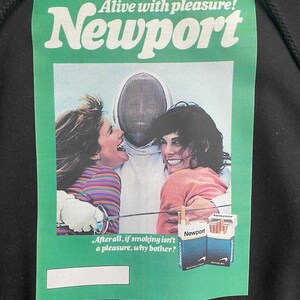 Alive with pleasure!
Newport
After all, if smoking isn't
a pleasure, why bother?
Newport